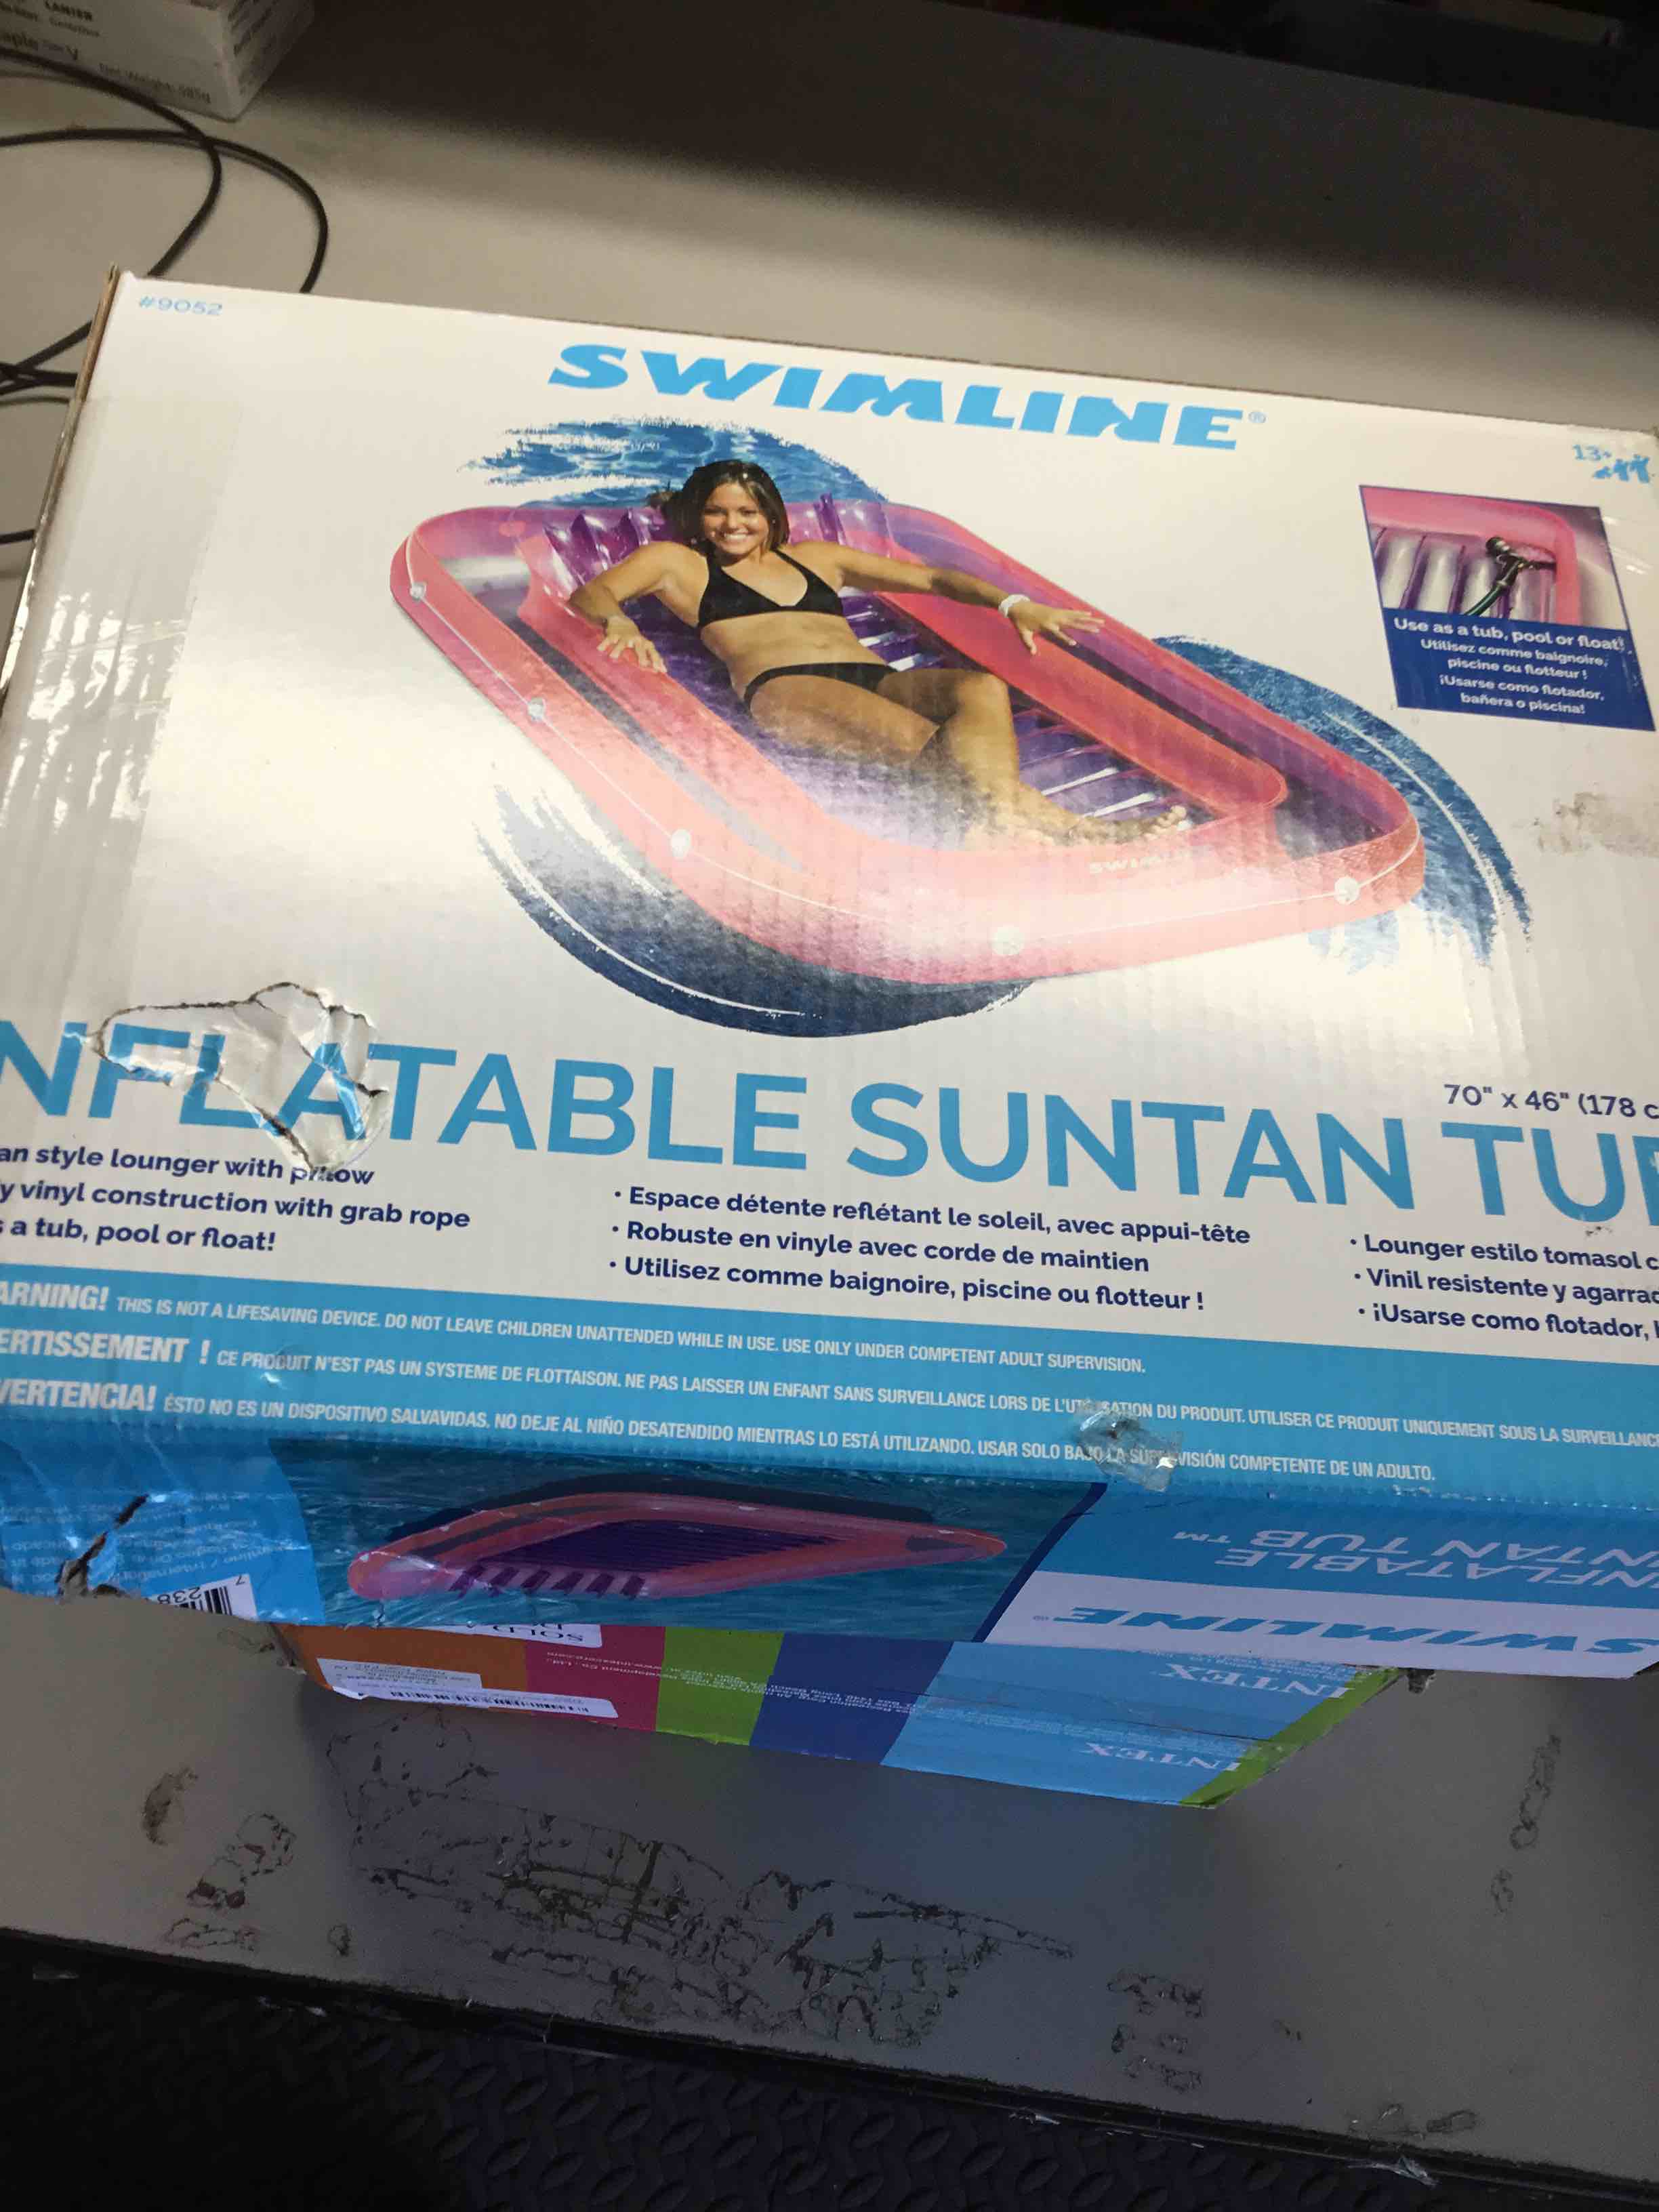 LANIER
#9052
SWIMLINE®
13+
Use as a tub, pool or float!
Utilisez comme baignoire,
piscine ou flotteur !
¡Usarse como flotador,
bañera o piscina!
SWIMLINE
70" x 46" (178 c
NFLATABLE SUNTAN TU
an style lounger with pillow
y vinyl construction with grab rope
s a tub, pool or float!
• Espace détente reflétant le soleil, avec appui-tête
• Robuste en vinyle avec corde de maintien
• Utilisez comme baignoire, piscine ou flotteur !
• Lounger estilo tomasol c
• Vinil resistente y agarrad
• ¡Usarse como flotador,
ARNING! THIS IS NOT A LIFESAVING DEVICE. DO NOT LEAVE CHILDREN UNATTENDED WHILE IN USE. USE ONLY UNDER COMPETENT ADULT SUPERVISION.
ERTISSEMENT ! CE PRODUIT N'EST PAS UN SYSTEME DE FLOTTAISON. NE PAS LAISSER UN ENFANT SANS SURVEILLANCE LORS DE L'UTILISATION DU PRODUIT. UTILISER CE PRODUIT UNIQUEMENT SOUS LA SURVEILLANCE
VERTENCIA! ÉSTO NO ES UN DISPOSITIVO SALVAVIDAS. NO DEJE AL NIÑO DESATENDIDO MIENTRAS LO ESTÁ UTILIZANDO. USAR SOLO BAJO LA SUPERVISIÓN COMPETENTE DE UN ADULTO.
NFLATABLE
NTAN TUB™
SWIMLINE®
7 238
SOLD
INTEX
INTEX